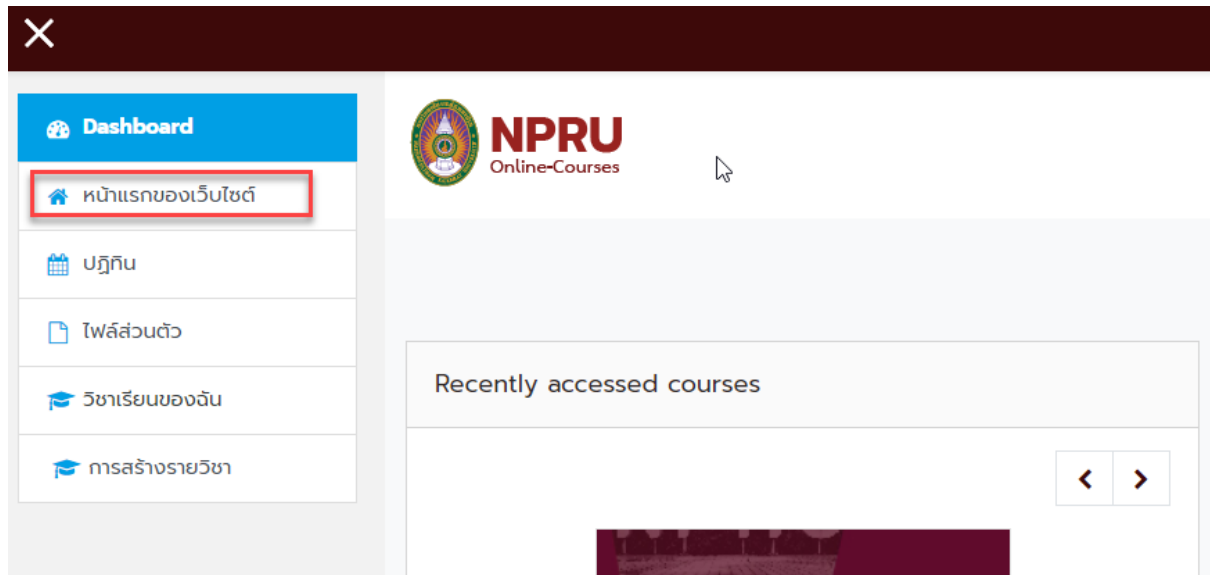 Dashboard
หน้าแรกของเว็บไซต์
ปฏิทิน
ไฟล์ส่วนตัว
วิชาเรียนของฉัน
การสร้างรายวิชา
NPRU
Online-Courses
Recently accessed courses